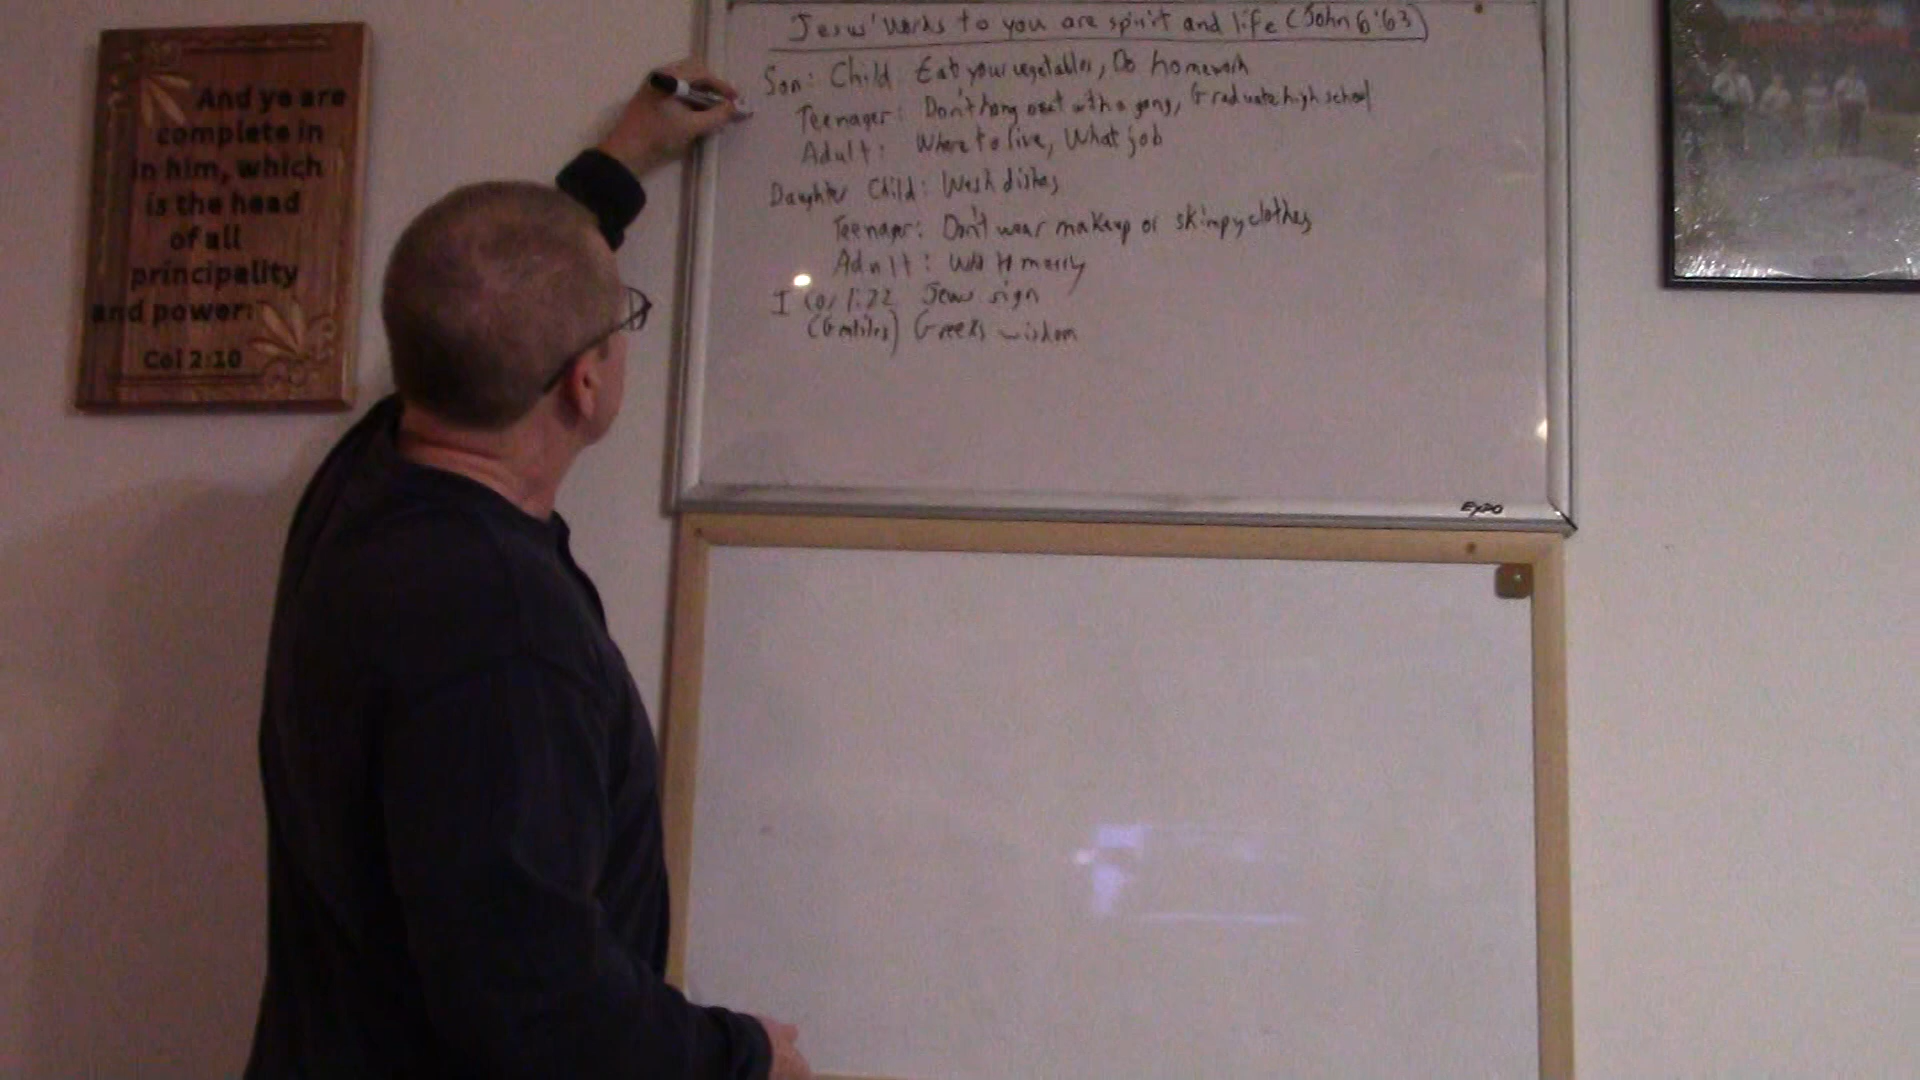 And ye are
complete in
in him, which
is the head
of all
principality
and power:
Col 2:10
Jesus' words to you are spirit and life (John 6:63)
Son: Child: Eat your vegetables, Do homework
Teenager: Don't hang out with a gang, Graduate high school
Adult: Where to live, What job
Daughter Child: Wash dishes
Teenager: Don't wear makeup or skimpy clothes
Adult: Who to marry
I Cor 1:22 Jews sign
(Gentiles) Greeks wisdom
EXPO